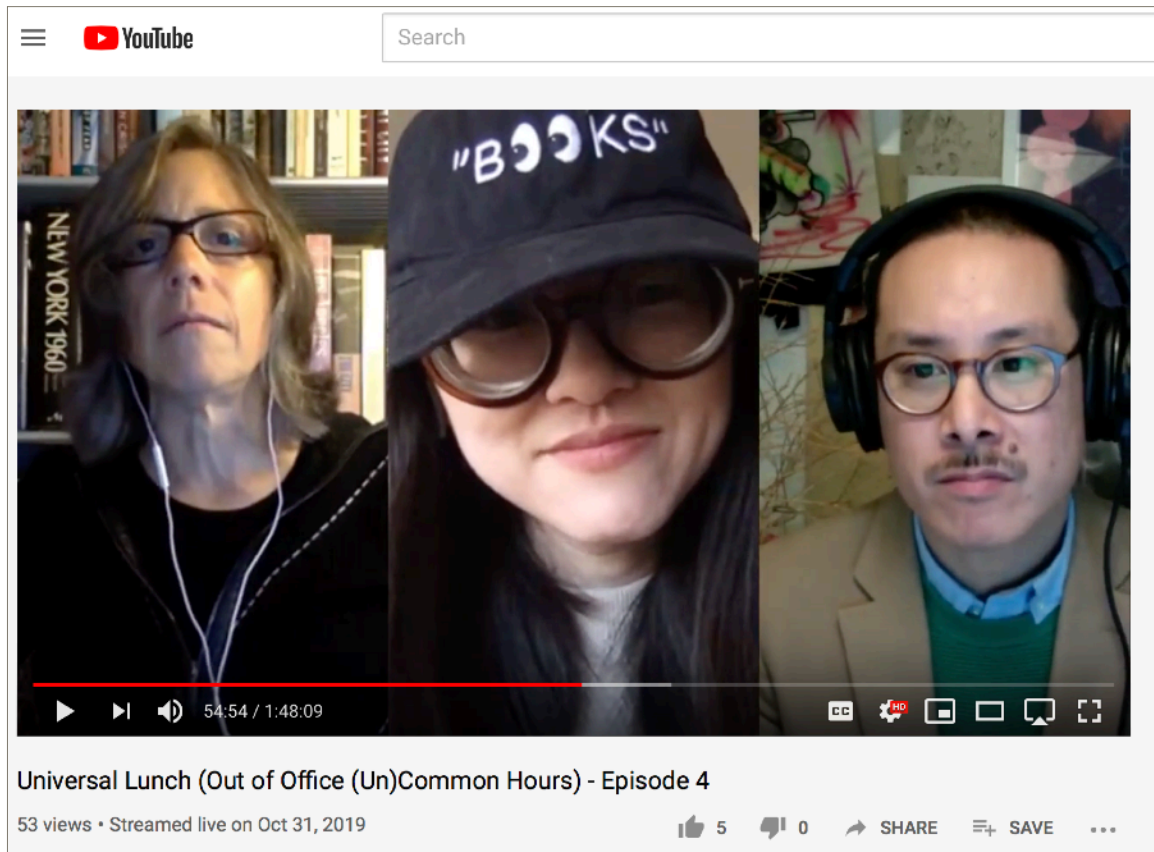 YouTube
Search
"BOOKS"
NEW YORK 1960
54:54 / 1:48:09
CC
HD
Universal Lunch (Out of Office (Un)Common Hours) - Episode 4
53 views • Streamed live on Oct 31, 2019
5
0
SHARE
SAVE